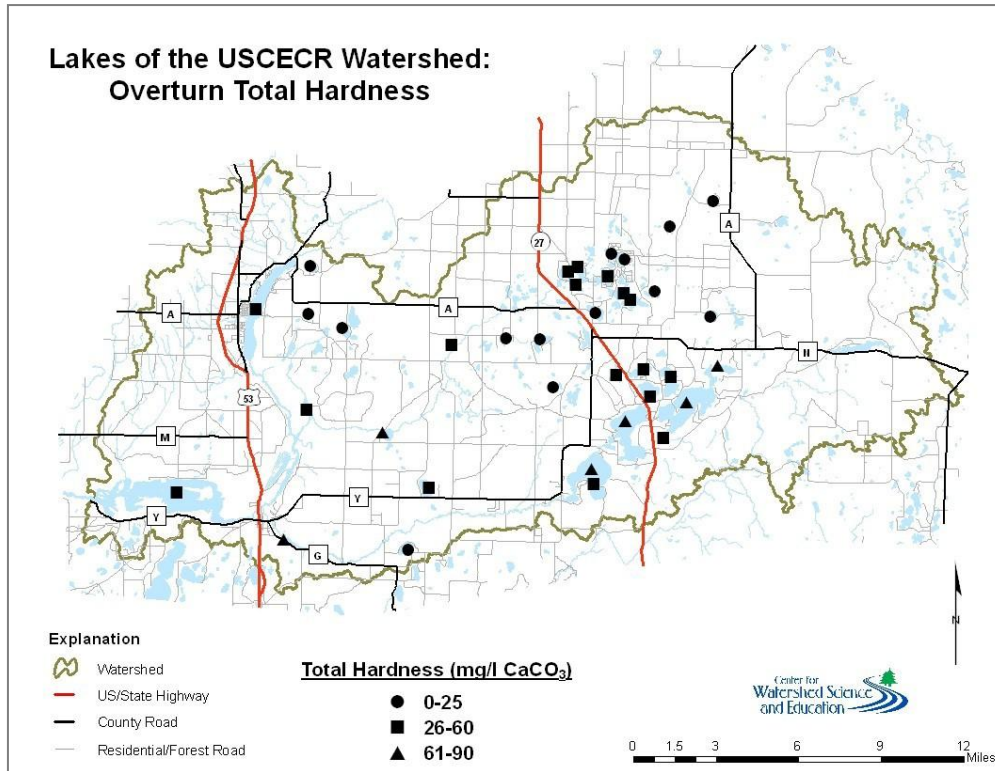 Lakes of the USCECR Watershed:
Overturn Total Hardness
A
27
A
A
H
53
M
Y
Y
G
N
Explanation
Watershed
US/State Highway
County Road
Residential/Forest Road
Total Hardness (mg/l CaCO₃)
0-25
26-60
61-90
Center for
Watershed Science
and Education
0 1.5 3 6 9 12
Miles